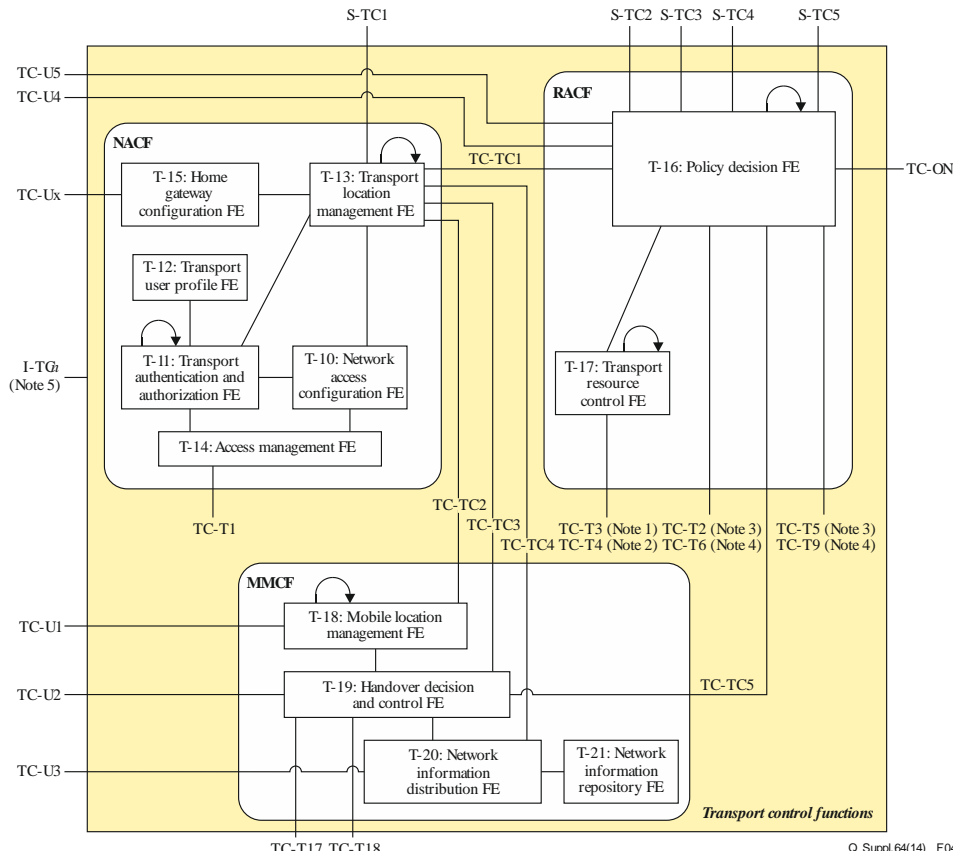 S-TC1
S-TC2 S-TC3 S-TC4 S-TC5
TC-U5
TC-U4
RACF
NACF
TC-TC1
T-15: Home
gateway
configuration FE
T-13: Transport
location
management FE
T-16: Policy decision FE
TC-ON
TC-Ux
T-12: Transport
user profile FE
I-TCn
(Note 5)
T-11: Transport
authentication and
authorization FE
T-10: Network
access
configuration FE
T-17: Transport
resource
control FE
T-14: Access management FE
TC-TC2
TC-T1
TC-TC3
TC-T3 (Note 1) TC-T2 (Note 3) TC-T5 (Note 3)
TC-TC4 TC-T4 (Note 2) TC-T6 (Note 4) TC-T9 (Note 4)
MMCF
TC-U1
T-18: Mobile location
management FE
TC-U2
T-19: Handover decision
and control FE
TC-TC5
TC-U3
T-20: Network
information
distribution FE
T-21: Network
information
repository FE
Transport control functions
TC-T17 TC-T18
Q Suppl.64(14)_F04